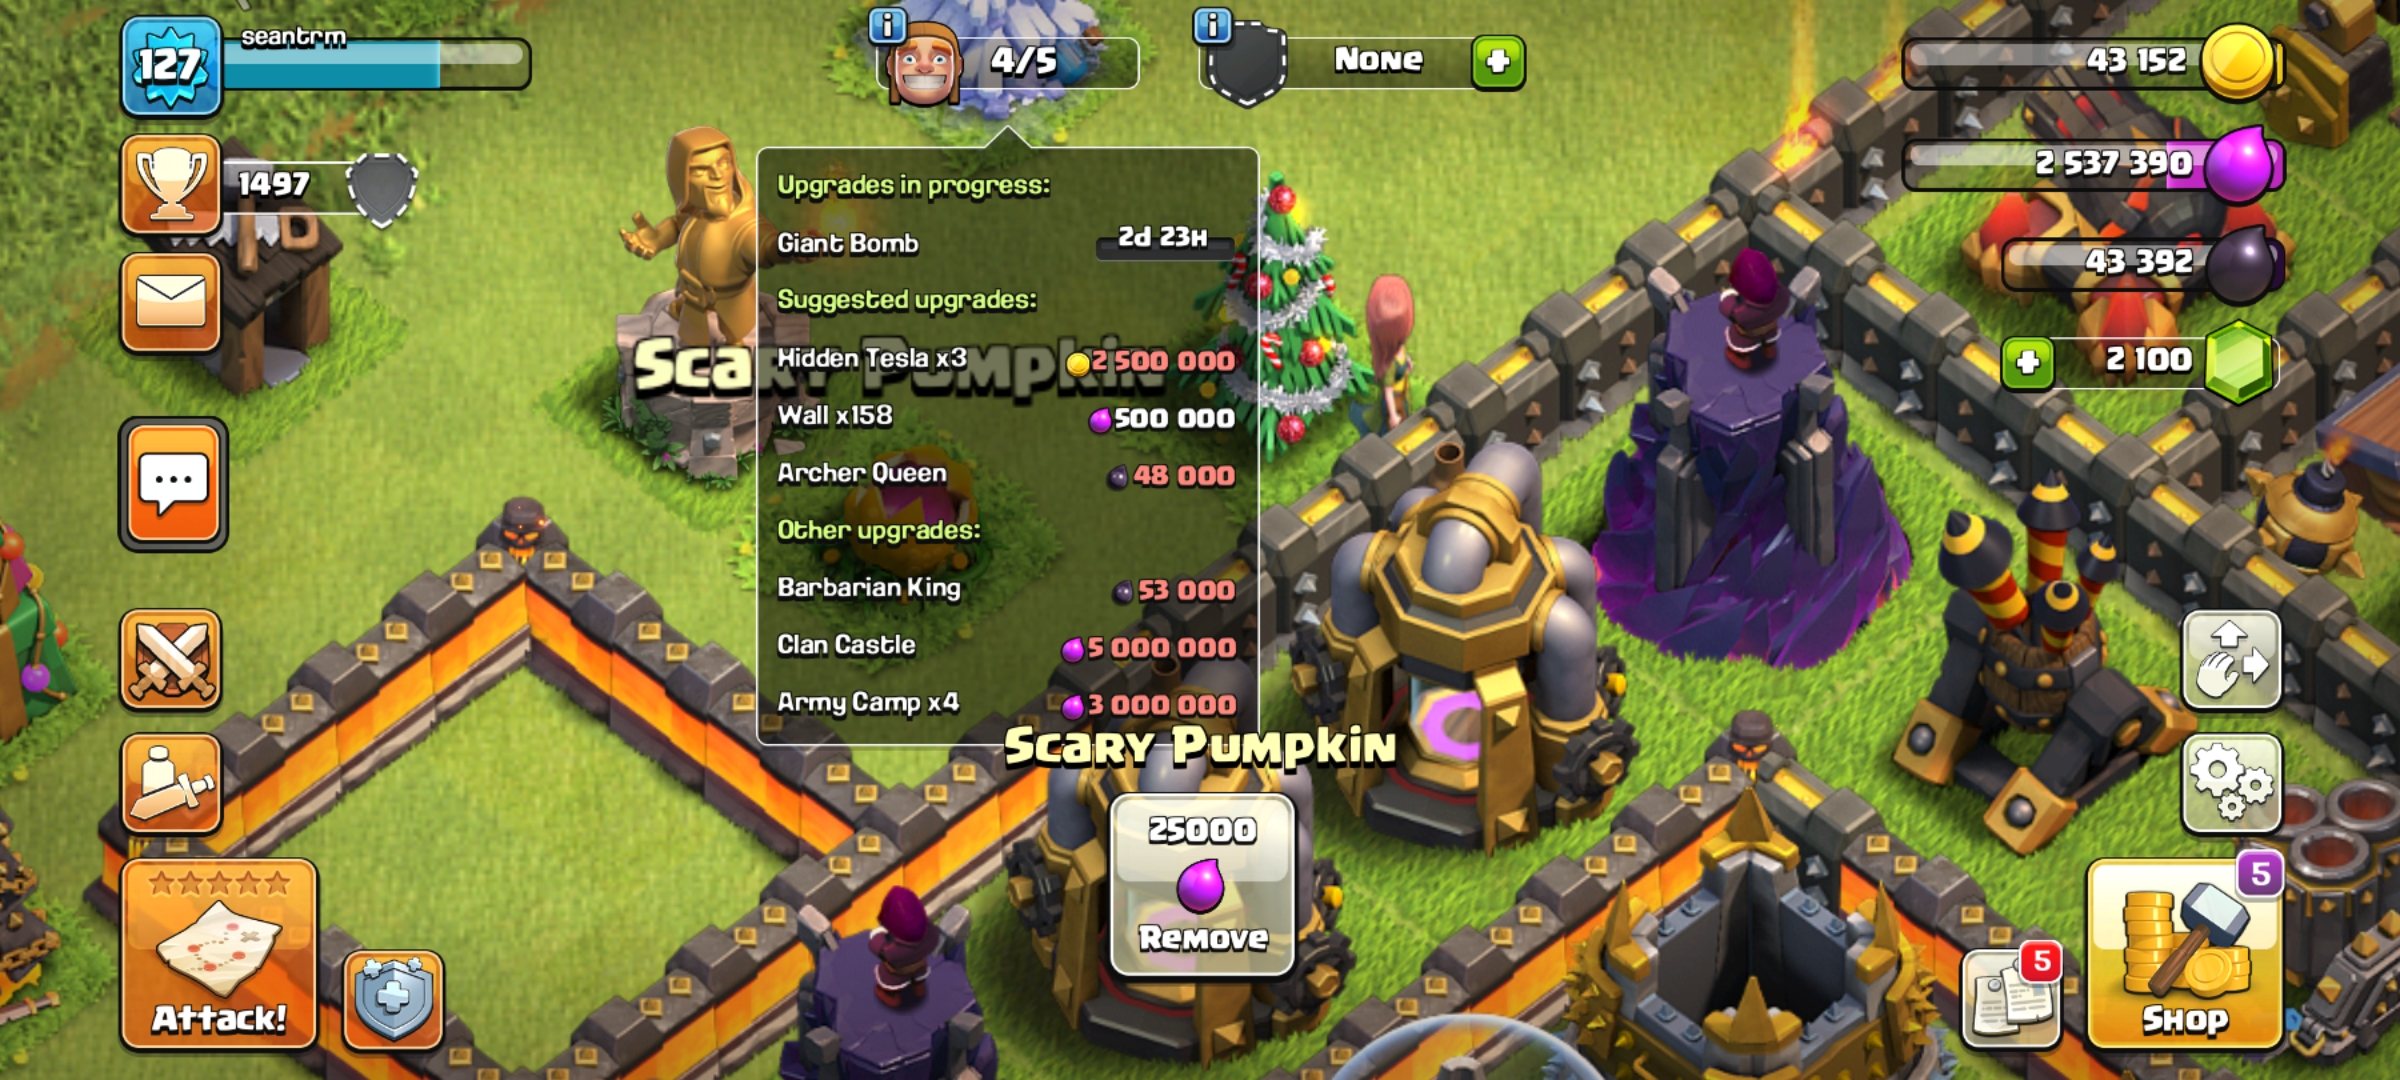 127
seantrm
4/5
None
43 152
1497
2 537 390
43 392
2 100
Upgrades in progress:
Giant Bomb 2d 23H
Suggested upgrades:
Hidden Tesla x3 2 500 000
Wall x158 500 000
Archer Queen 48 000
Other upgrades:
Barbarian King 53 000
Clan Castle 5 000 000
Army Camp x4 3 000 000
Scary Pumpkin
Scary Pumpkin
25000
Remove
Attack!
5
5
Shop